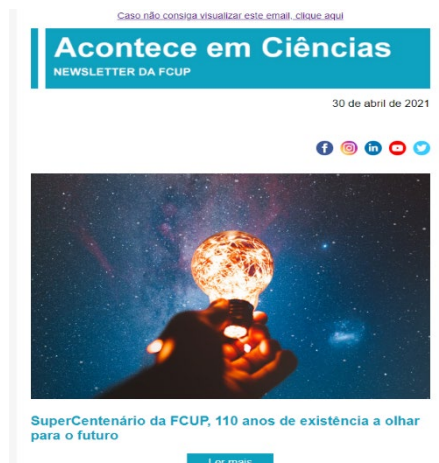 Caso não consiga visualizar este email, clique aqui
Acontece em Ciências
NEWSLETTER DA FCUP
30 de abril de 2021
SuperCentenário da FCUP, 110 anos de existência a olhar
para o futuro
Ler mais